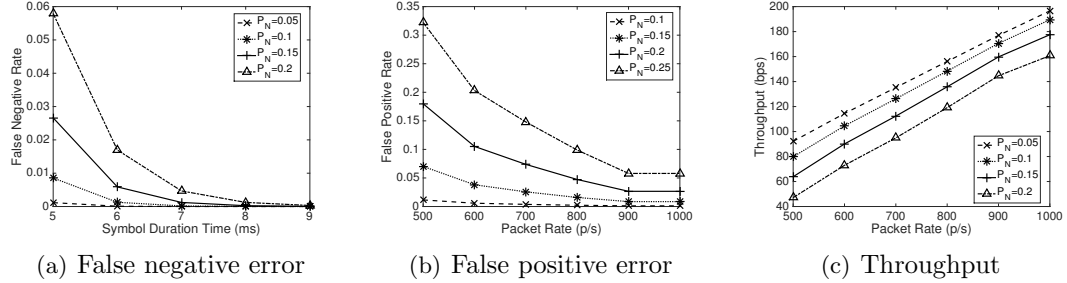 0.06
0.05
0.04
0.03
0.02
0.01
0
False Negative Rate
P_N=0.05
P_N=0.1
P_N=0.15
P_N=0.2
5 6 7 8 9
Symbol Duration Time (ms)
(a) False negative error
0.35
0.3
0.25
0.2
0.15
0.1
0.05
0
False Positive Rate
P_N=0.1
P_N=0.15
P_N=0.2
P_N=0.25
500 600 700 800 900 1000
Packet Rate (p/s)
(b) False positive error
200
180
160
140
120
100
80
60
40
Throughput (bps)
P_N=0.05
P_N=0.1
P_N=0.15
P_N=0.2
500 600 700 800 900 1000
Packet Rate (p/s)
(c) Throughput